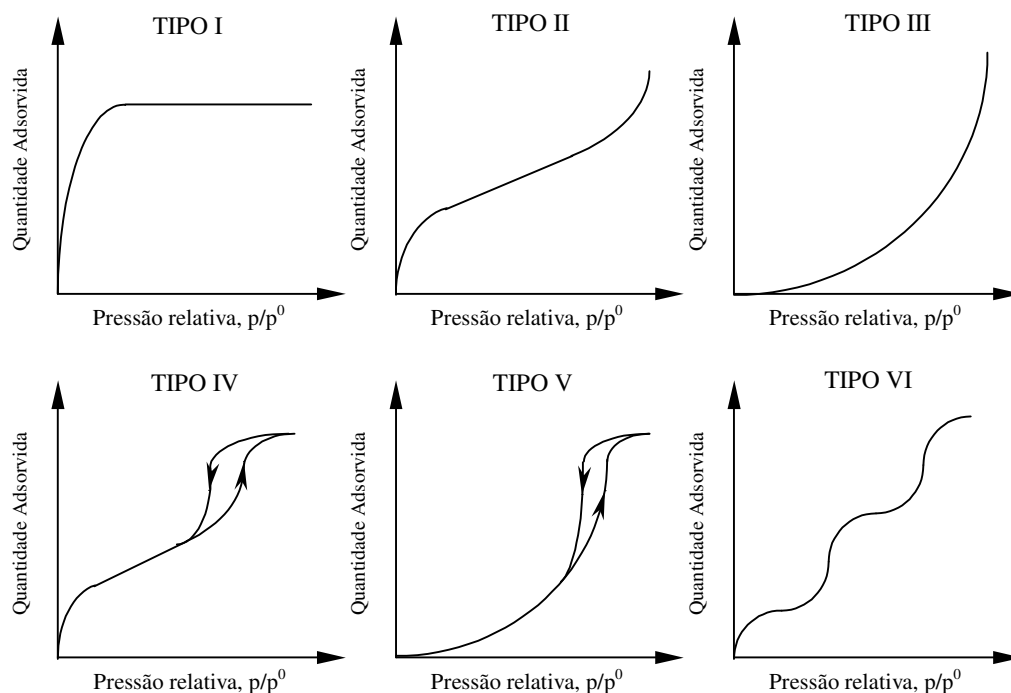 TIPO I
Quantidade Adsorvida
Pressão relativa, p/p⁰
TIPO II
Quantidade Adsorvida
Pressão relativa, p/p⁰
TIPO III
Quantidade Adsorvida
Pressão relativa, p/p⁰
TIPO IV
Quantidade Adsorvida
Pressão relativa, p/p⁰
TIPO V
Quantidade Adsorvida
Pressão relativa, p/p⁰
TIPO VI
Quantidade Adsorvida
Pressão relativa, p/p⁰